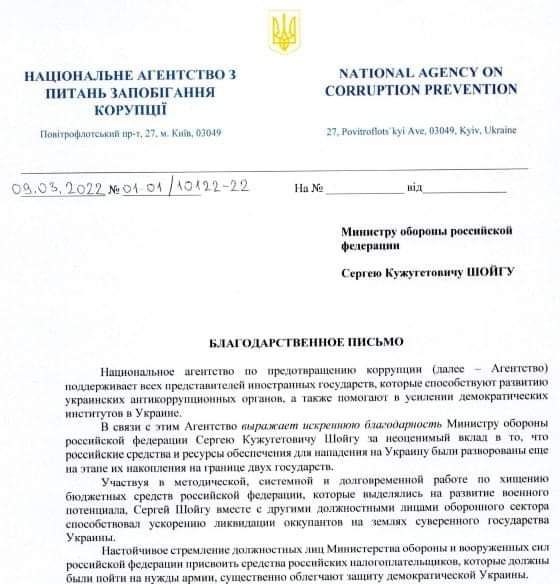 НАЦІОНАЛЬНЕ АГЕНТСТВО З
ПИТАНЬ ЗАПОБІГАННЯ
КОРУПЦІЇ
Повітрофлотський пр-т, 27, м. Київ, 03049
NATIONAL AGENCY ON
CORRUPTION PREVENTION
27, Povitroflots`kyi Ave, 03049, Kyiv, Ukraine
09.03.2022 № 01-01/10122-22
На № ____________ від____________
Министру обороны российской
федерации
Сергею Кужугетовичу ШОЙГУ
БЛАГОДАРСТВЕННОЕ ПИСЬМО
Национальное агентство по предотвращению коррупции (далее – Агентство)
поддерживает всех представителей иностранных государств, которые способствуют развитию
украинских антикоррупционных органов, а также помогают в усилении демократических
институтов в Украине.
В связи с этим Агентство выражает искреннюю благодарность Министру обороны
российской федерации Сергею Кужугетовичу Шойгу за неоценимый вклад в то, что
российские средства и ресурсы обеспечения для нападения на Украину были разворованы еще
на этапе их накопления на границе двух государств.
Участвуя в методической, системной и долговременной работе по хищению
бюджетных средств российской федерации, которые выделялись на развитие военного
потенциала, Сергей Шойгу вместе с другими должностными лицами оборонного сектора
способствовал ускорению ликвидации оккупантов на землях суверенного государства
Украины.
Настойчивое стремление должностных лиц Министерства обороны и вооруженных сил
российской федерации присвоить средства российских налогоплательщиков, которые должны
были пойти на нужды армии, существенно облегчают защиту демократического Украины.